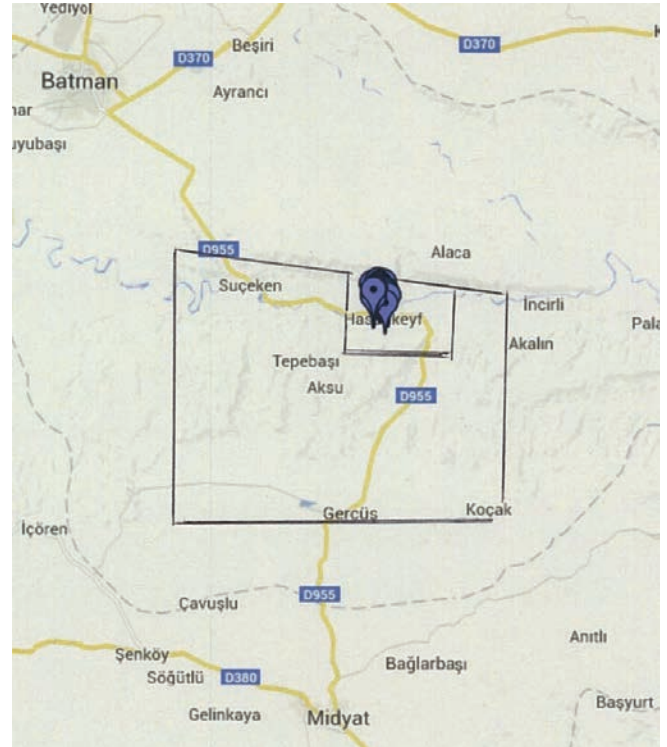 Yediyol
D370
K
Beşiri
Batman
D370
Ayrancı
nar
uyubaşı
D955
Alaca
Suçeken
İncirli
Hasankeyf
Pala
Akalın
Tepebaşı
Aksu
D955
Gercüş
Koçak
İçören
D955
Çavuşlu
Anıtlı
Şenköy
Bağlarbaşı
Söğütlü
D380
Başyurt
Gelinkaya
Midyat